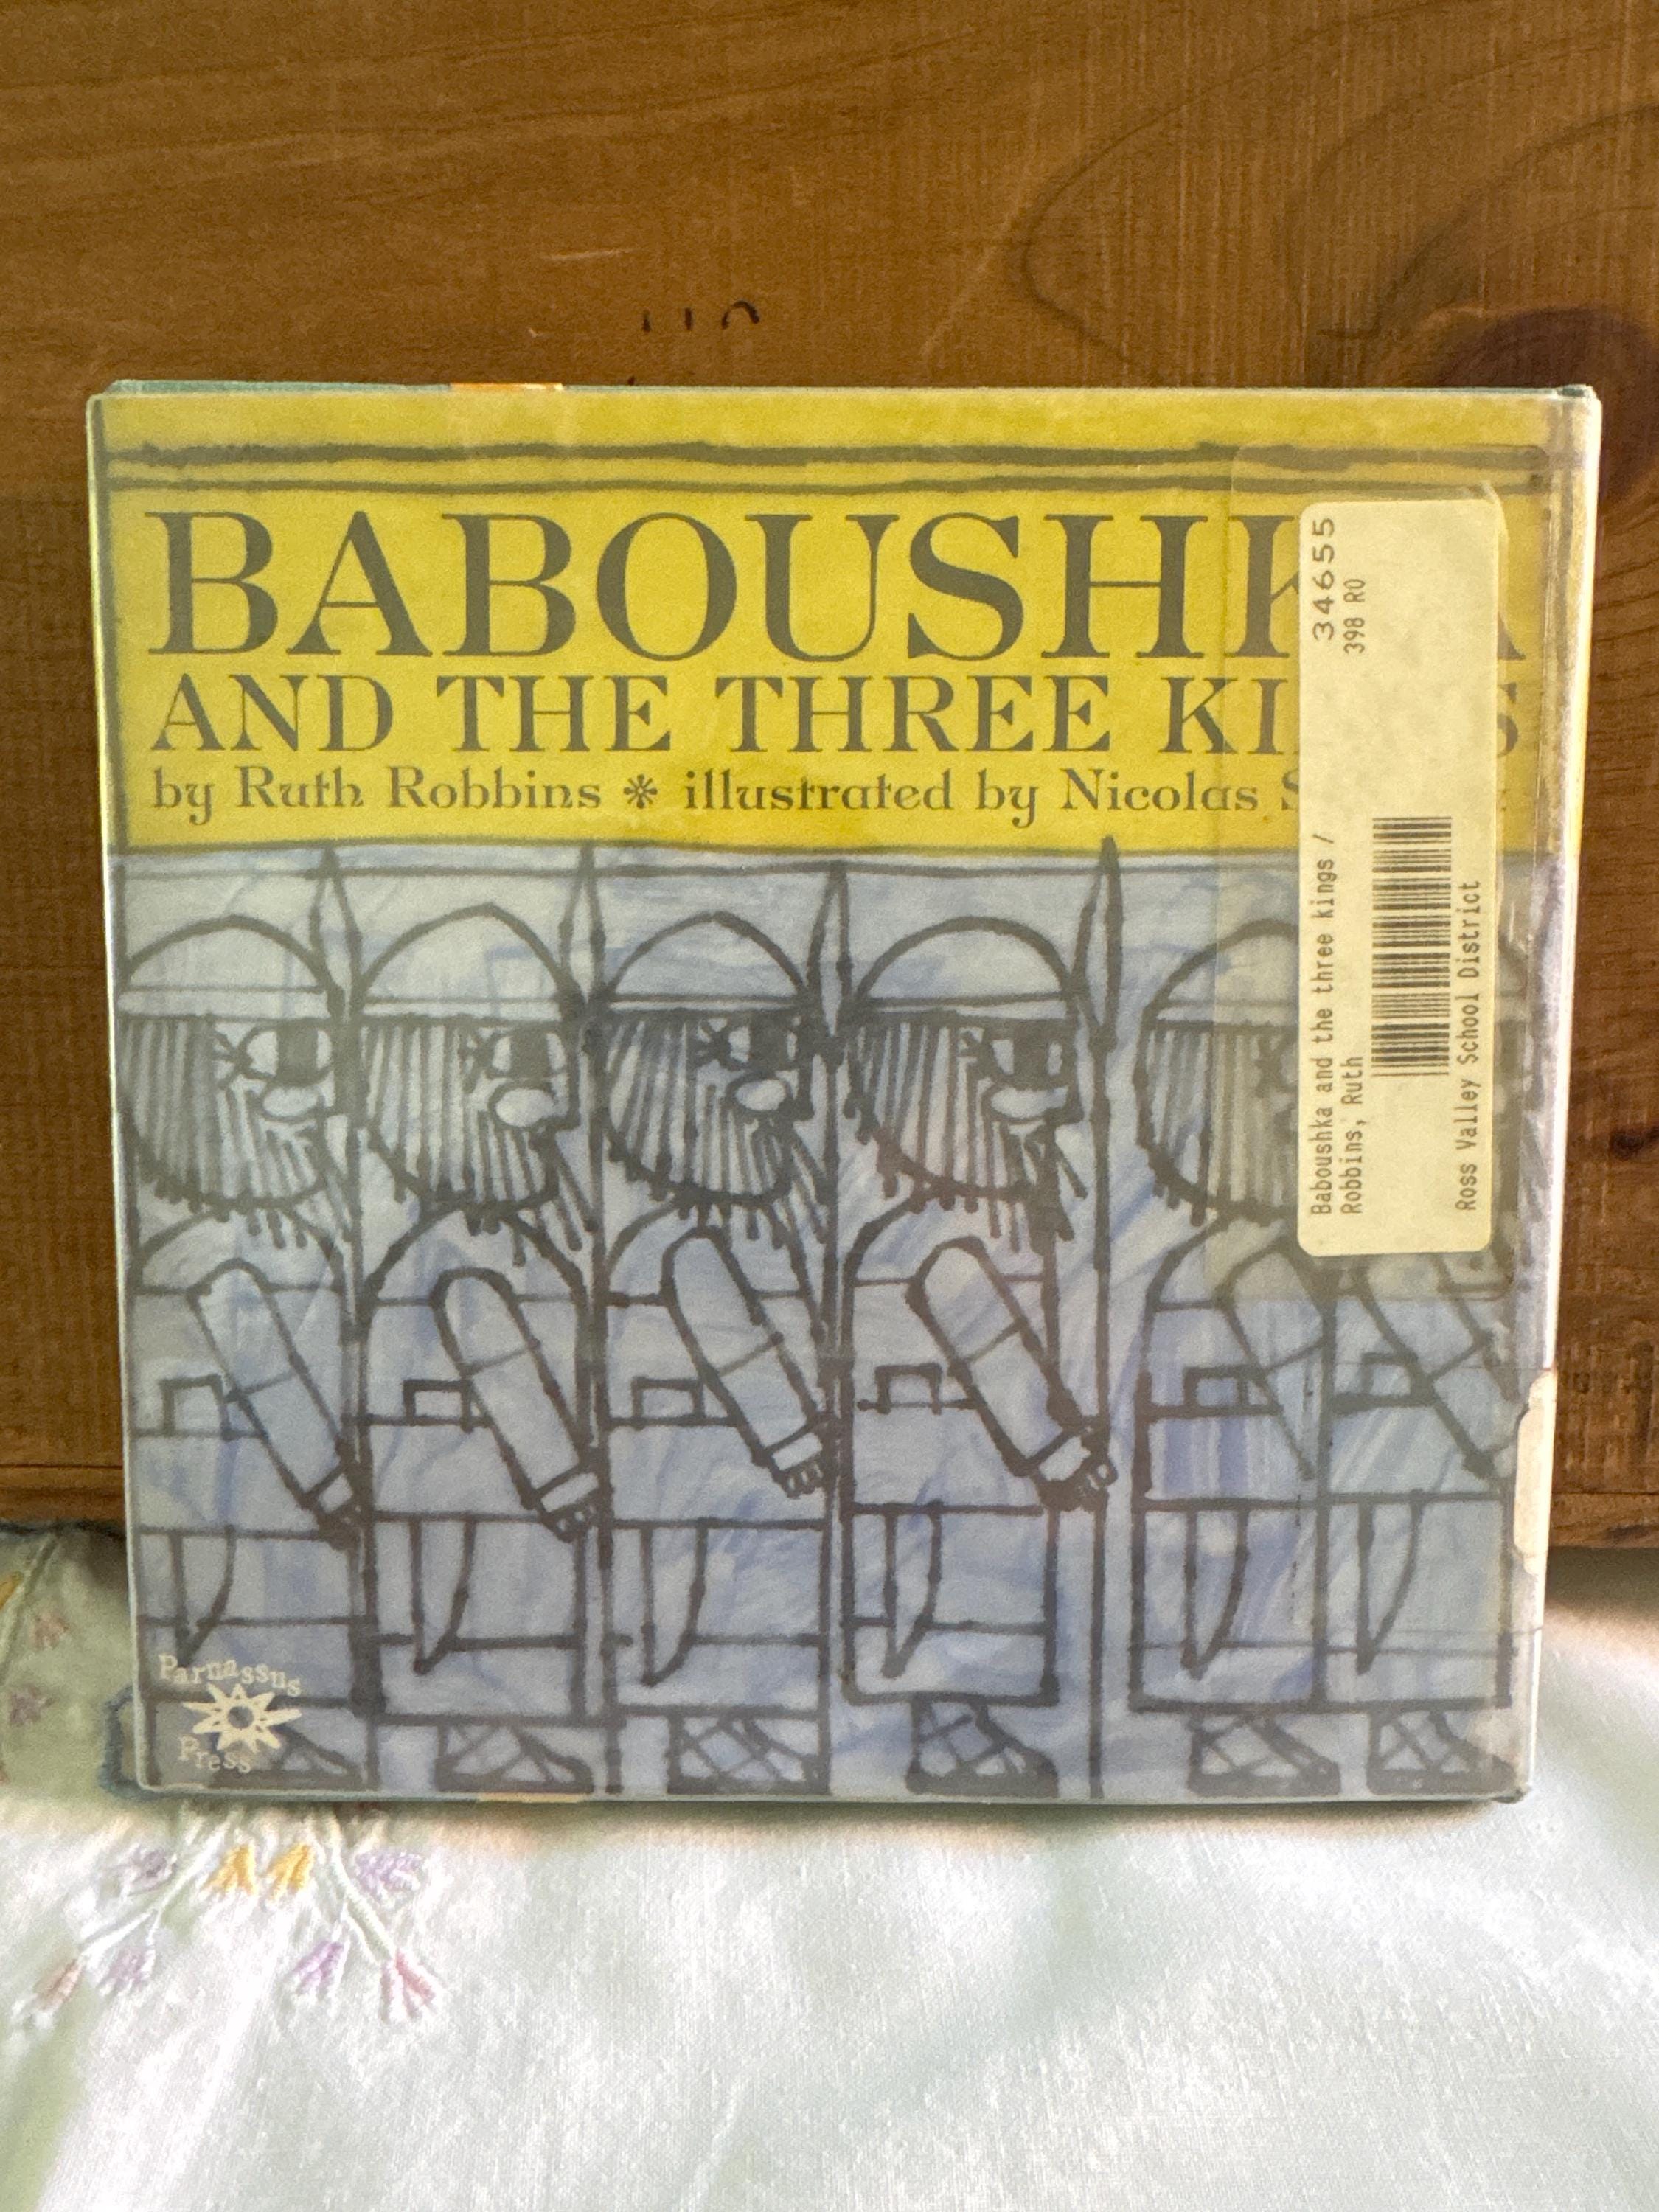 BABOUSHK
AND THE THREE KI S
by Ruth Robbins * illustrated by Nicolas S
34655
398 RO
Baboushka and the three kings /
Robbins, Ruth
Ross Valley School District
Parnassus
Press